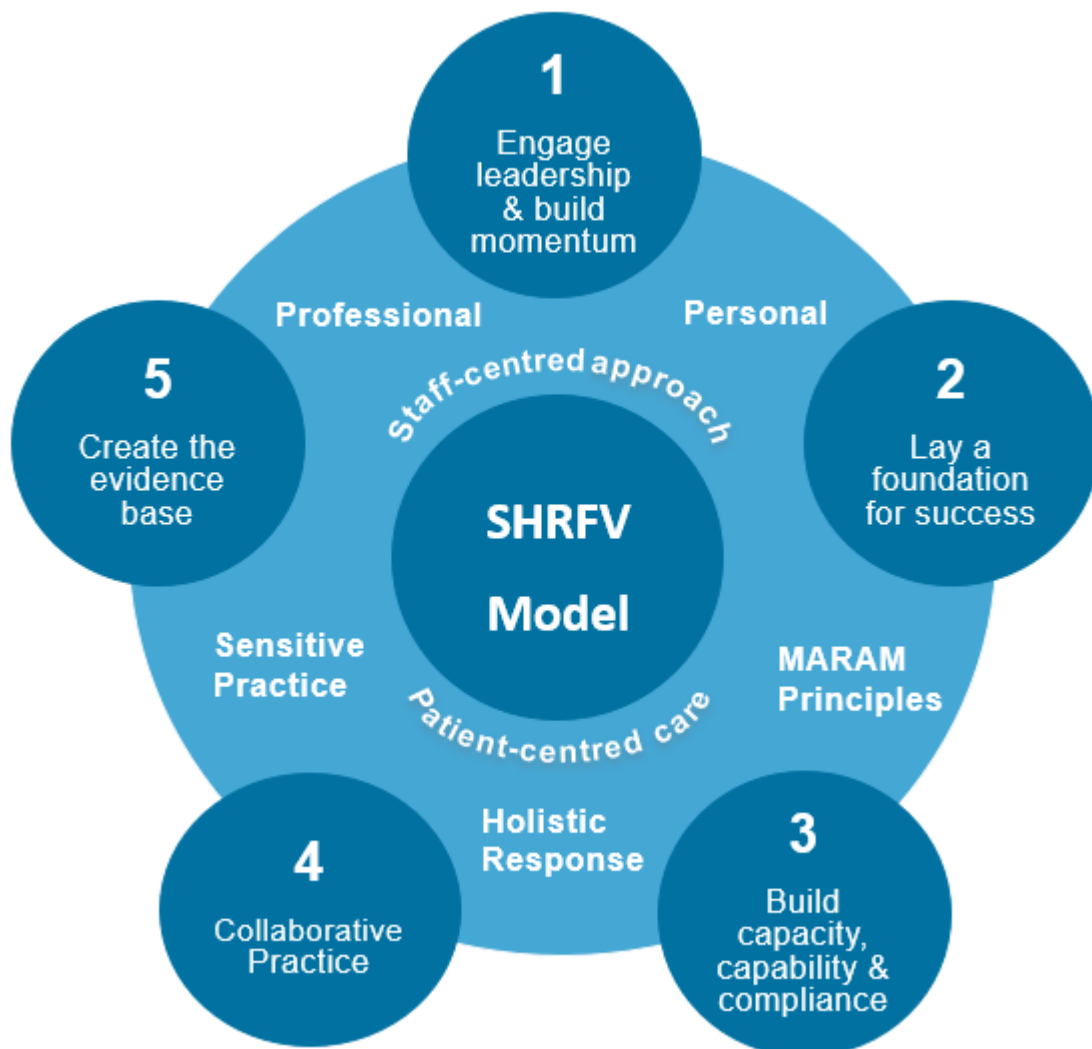 1
Engage
leadership
& build
momentum
Professional
Personal
Staff-centred approach
5
Create the
evidence
base
2
Lay a
foundation
for success
SHRFV
Model
Sensitive
Practice
MARAM
Principles
Patient-centred care
Holistic
Response
4
Collaborative
Practice
3
Build
capacity,
capability &
compliance